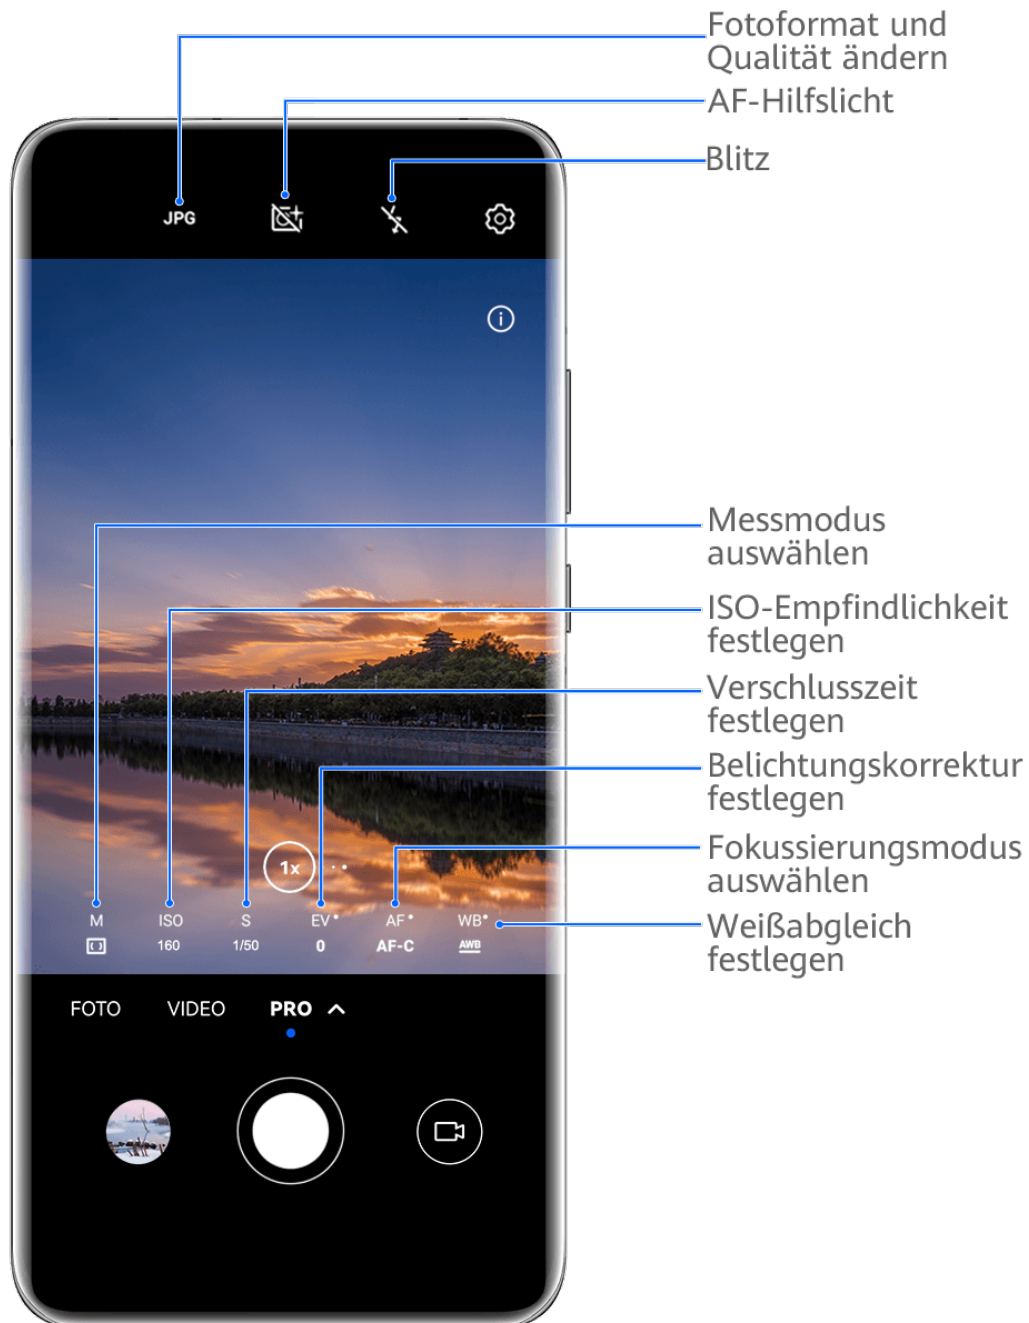 Fotoformat und
Qualität ändern
AF-Hilfslicht
Blitz
JPG
Messmodus
auswählen
ISO-Empfindlichkeit
festlegen
Verschlusszeit
festlegen
Belichtungskorrektur
festlegen
Fokussierungsmodus
auswählen
Weißabgleich
festlegen
1x
M ISO S EV AF WB
160 1/50 0 AF-C AWB
FOTO VIDEO PRO